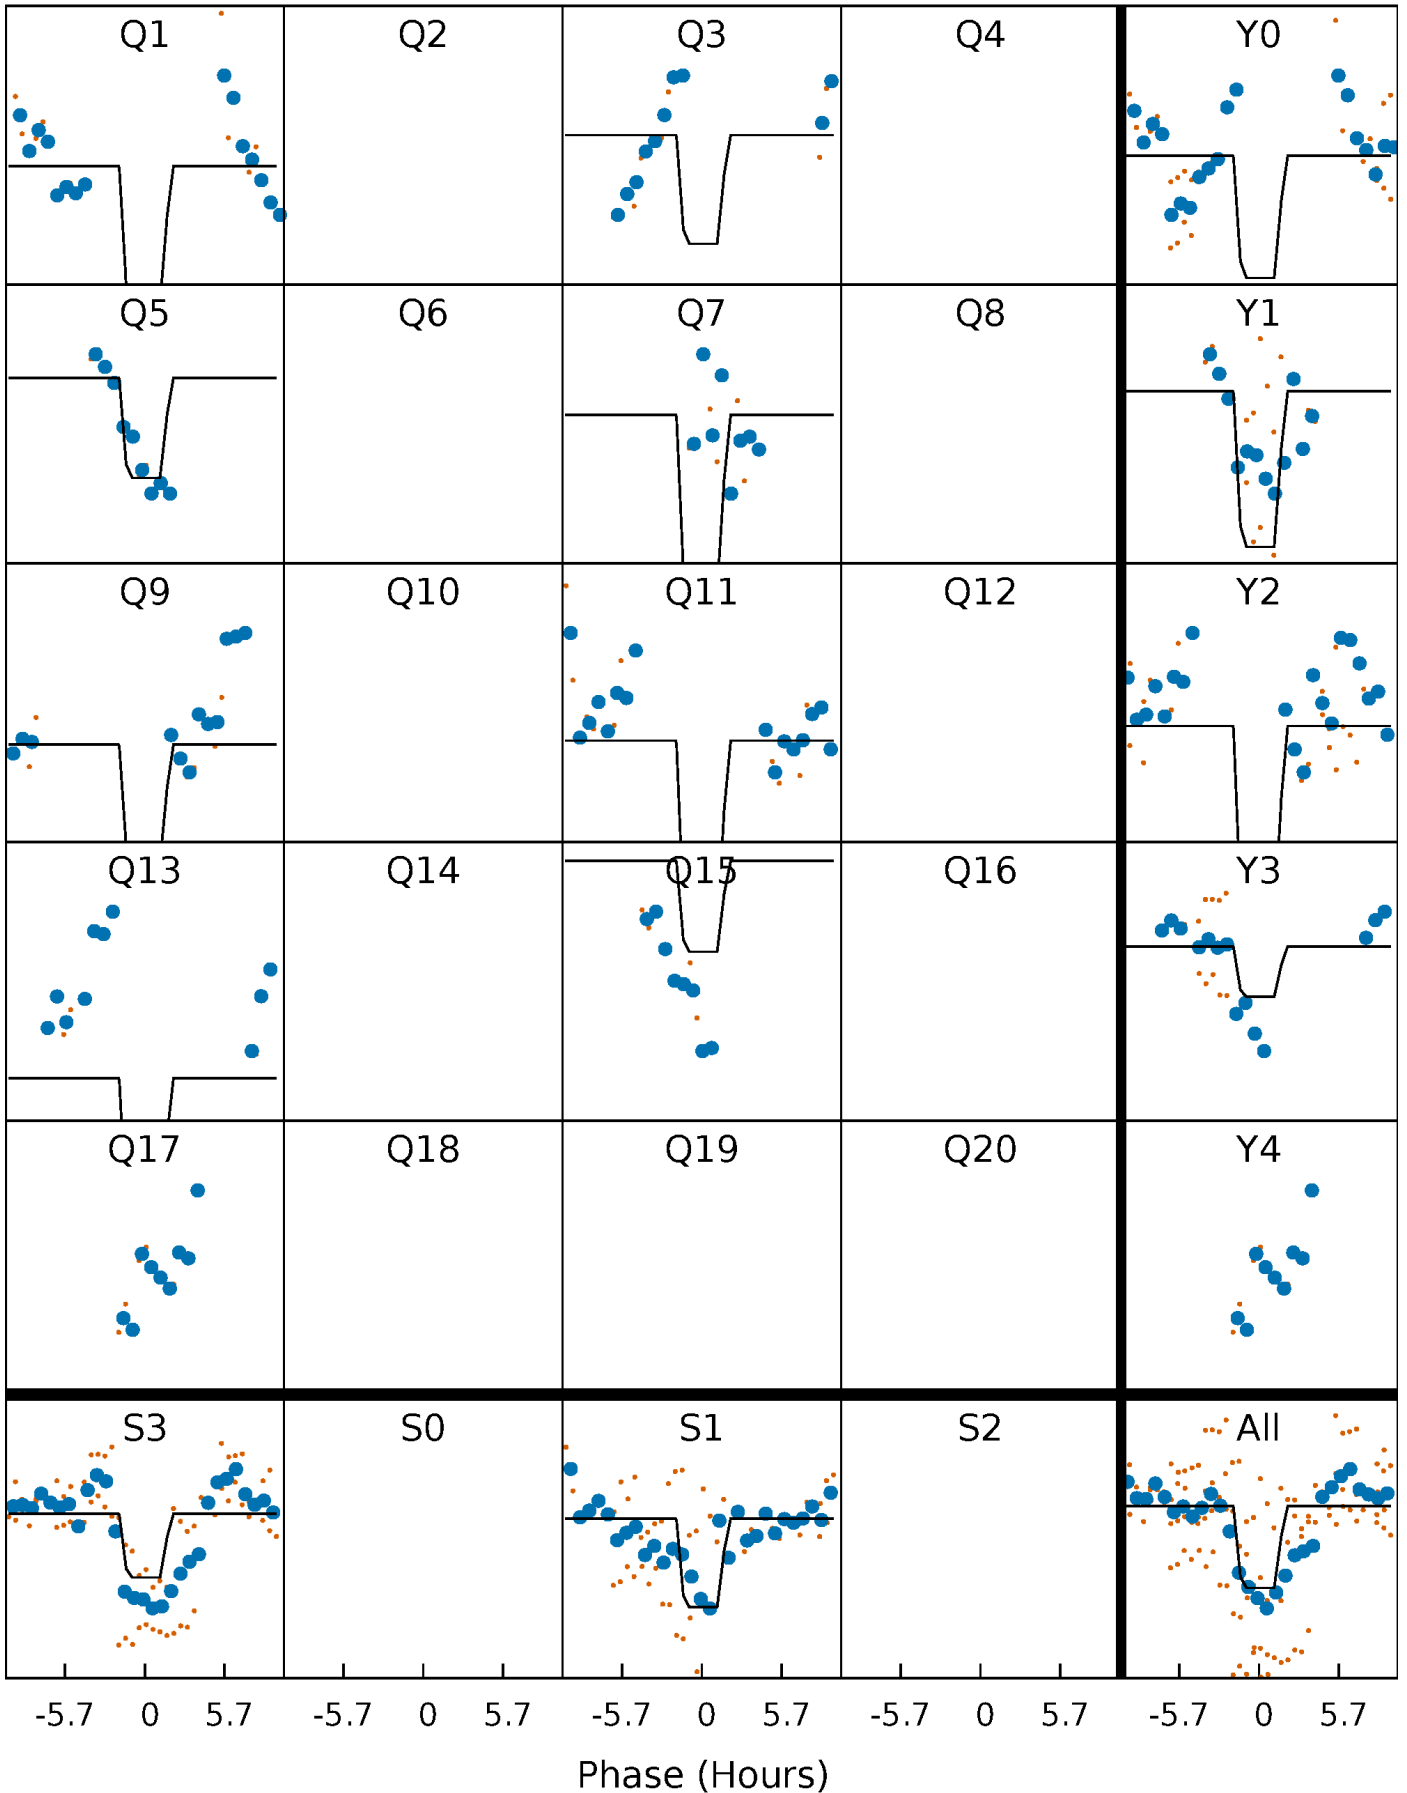 Q1 Q2 Q3 Q4 Y0
Q5 Q6 Q7 Q8 Y1
Q9 Q10 Q11 Q12 Y2
Q13 Q14 Q15 Q16 Y3
Q17 Q18 Q19 Q20 Y4
S3 S0 S1 S2 All
-5.7 0 5.7 -5.7 0 5.7 -5.7 0 5.7 -5.7 0 5.7 -5.7 0 5.7
Phase (Hours)